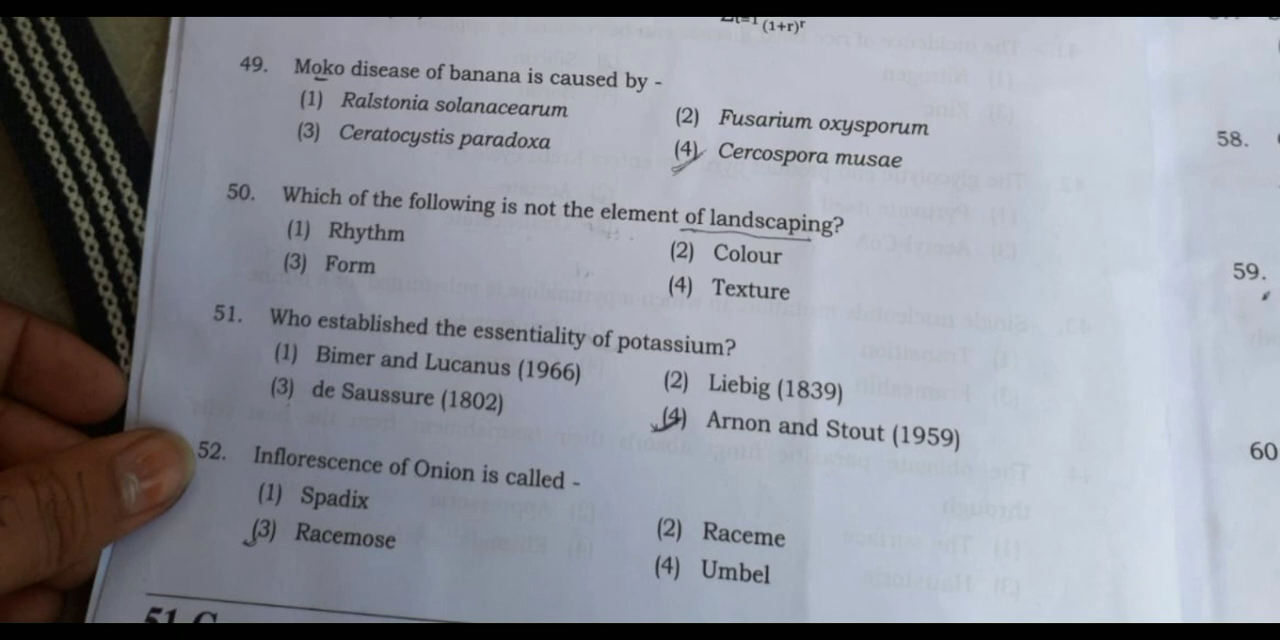 (1+r)ʳ
49. Moko disease of banana is caused by -
(1) Ralstonia solanacearum (2) Fusarium oxysporum
(3) Ceratocystis paradoxa (4) Cercospora musae
50. Which of the following is not the element of landscaping?
(1) Rhythm (2) Colour
(3) Form (4) Texture
51. Who established the essentiality of potassium?
(1) Bimer and Lucanus (1966) (2) Liebig (1839)
(3) de Saussure (1802) (4) Arnon and Stout (1959)
52. Inflorescence of Onion is called -
(1) Spadix (2) Raceme
(3) Racemose (4) Umbel
58.
59.
60